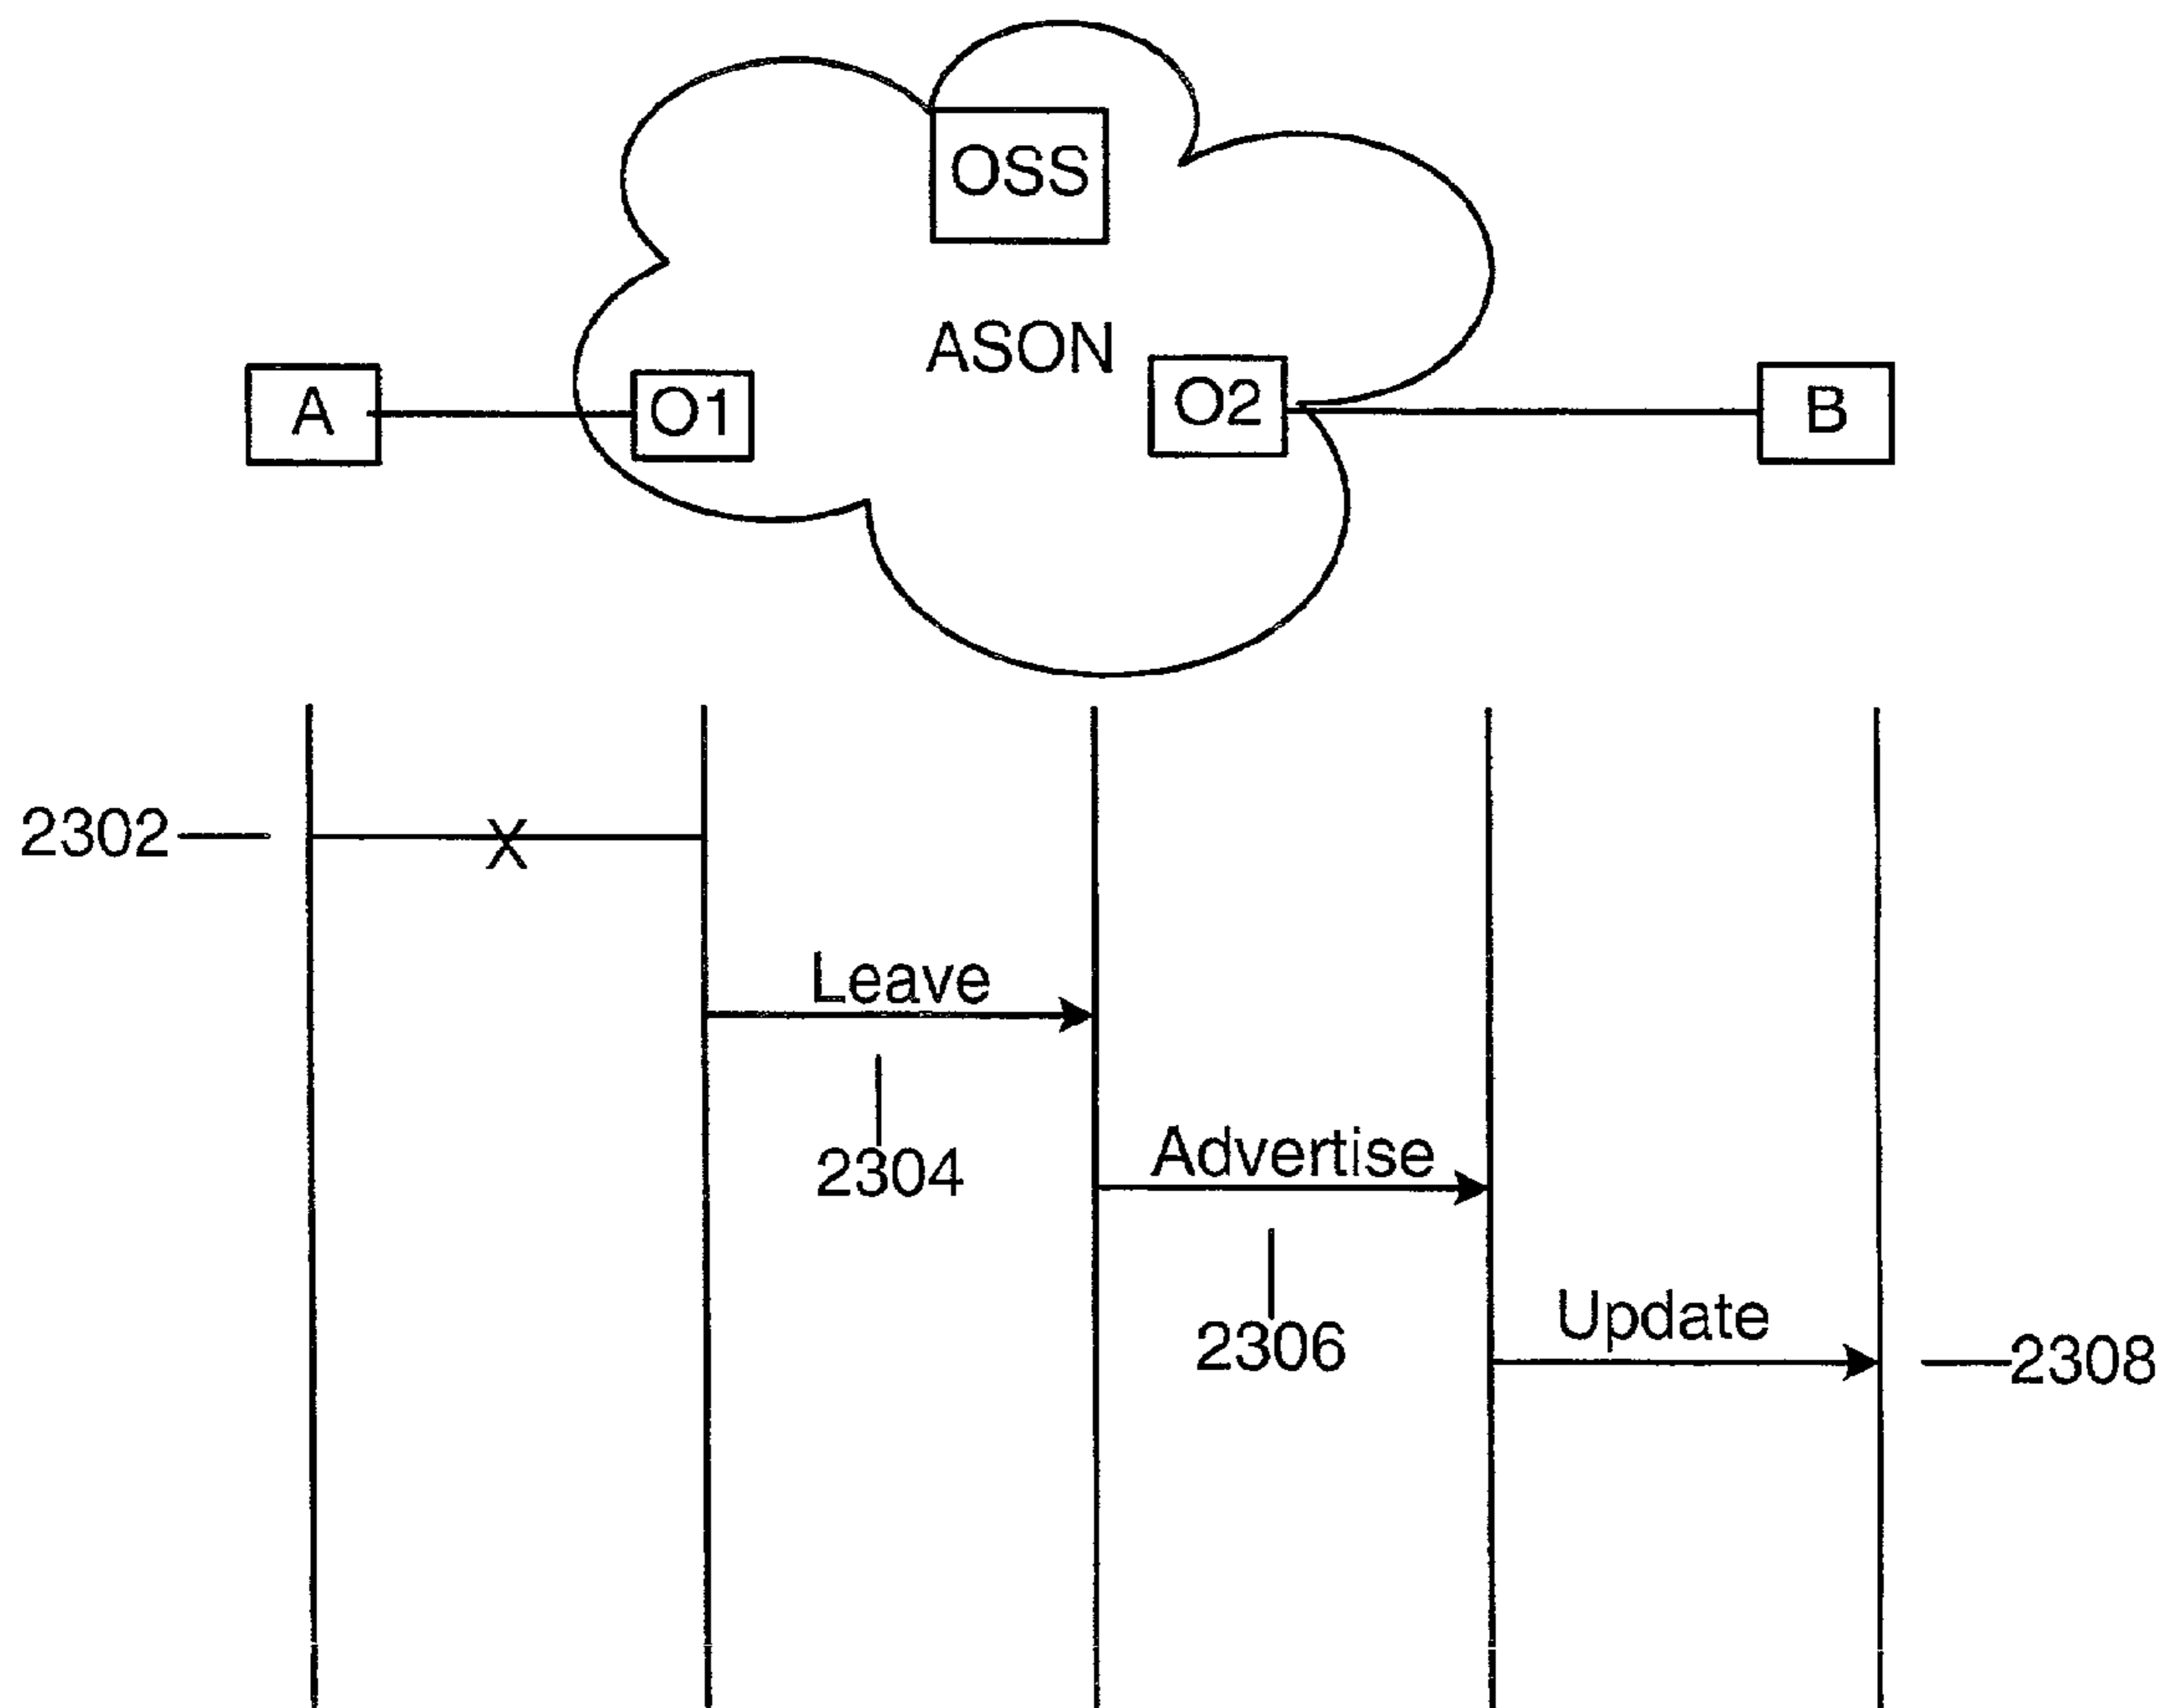 OSS
ASON
A
O1
O2
B
2302
X
Leave
2304
Advertise
2306
Update
2308